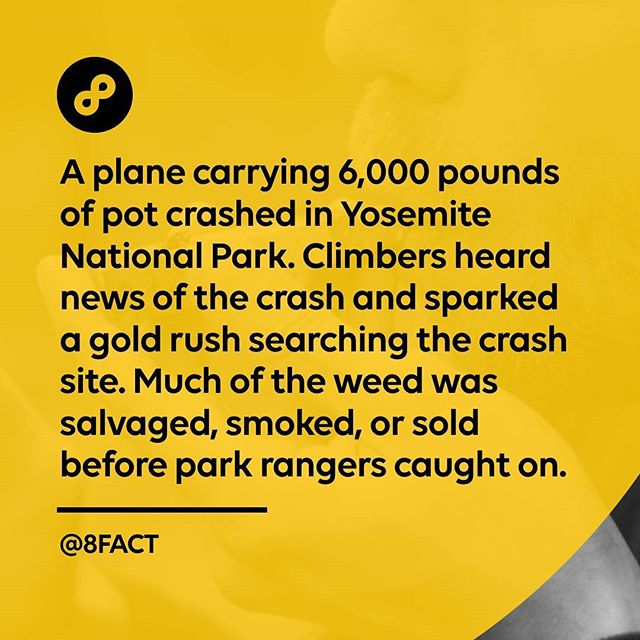 A plane carrying 6,000 pounds
of pot crashed in Yosemite
National Park. Climbers heard
news of the crash and sparked
a gold rush searching the crash
site. Much of the weed was
salvaged, smoked, or sold
before park rangers caught on.
@8FACT